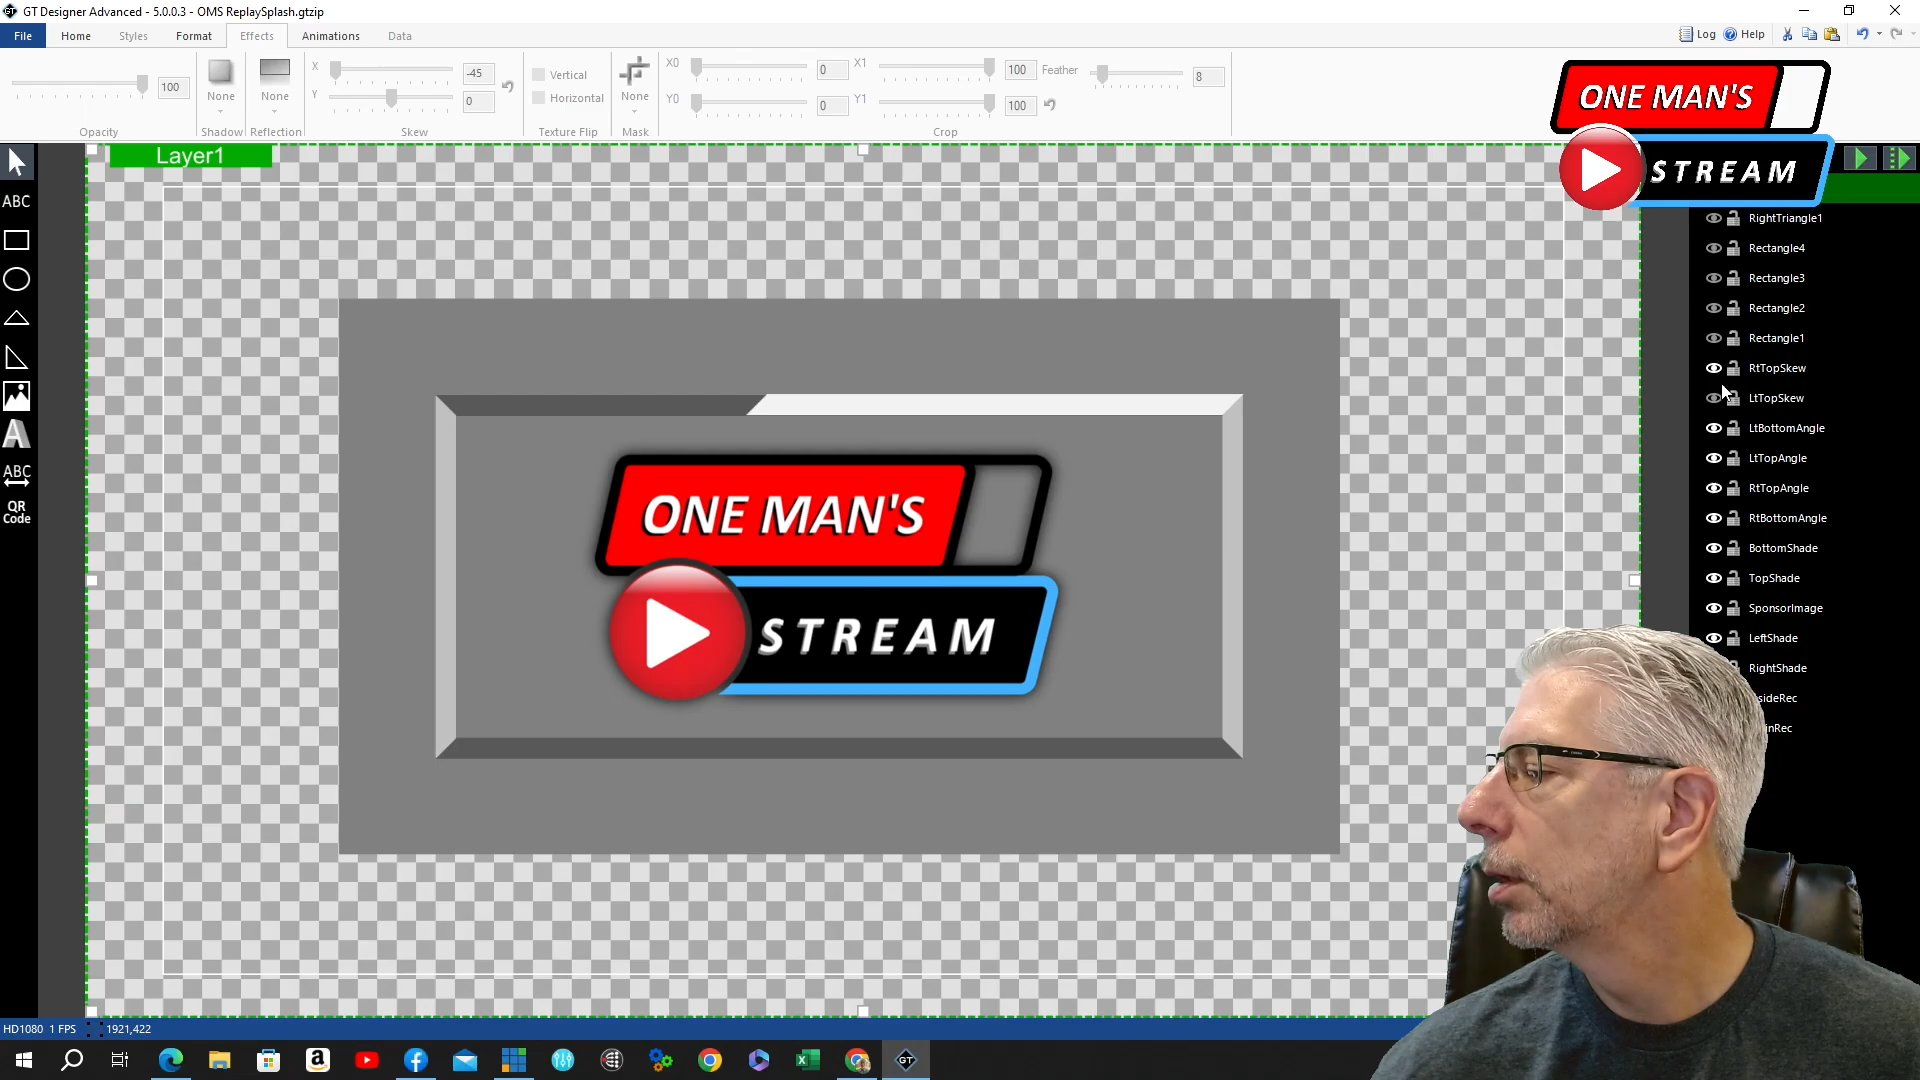 GT Designer Advanced - 5.0.0.3 - OMS ReplaySplash.gtzip
File Home Styles Format Effects Animations Data
Log Help
100
None
None
X -45
Y 0
Vertical
Horizontal
None
X0 0 X1 100 Feather 8
Y0 0 Y1 100
Opacity Shadow Reflection Skew Texture Flip Mask Crop
ONE MAN'S
STREAM
Layer1
ABC
ABC
QR
Code
ONE MAN'S
STREAM
RightTriangle1
Rectangle4
Rectangle3
Rectangle2
Rectangle1
RtTopSkew
LtTopSkew
LtBottomAngle
LtTopAngle
RtTopAngle
RtBottomAngle
BottomShade
TopShade
SponsorImage
LeftShade
RightShade
sideRec
inRec
HD1080 1 FPS 1921,422
GT